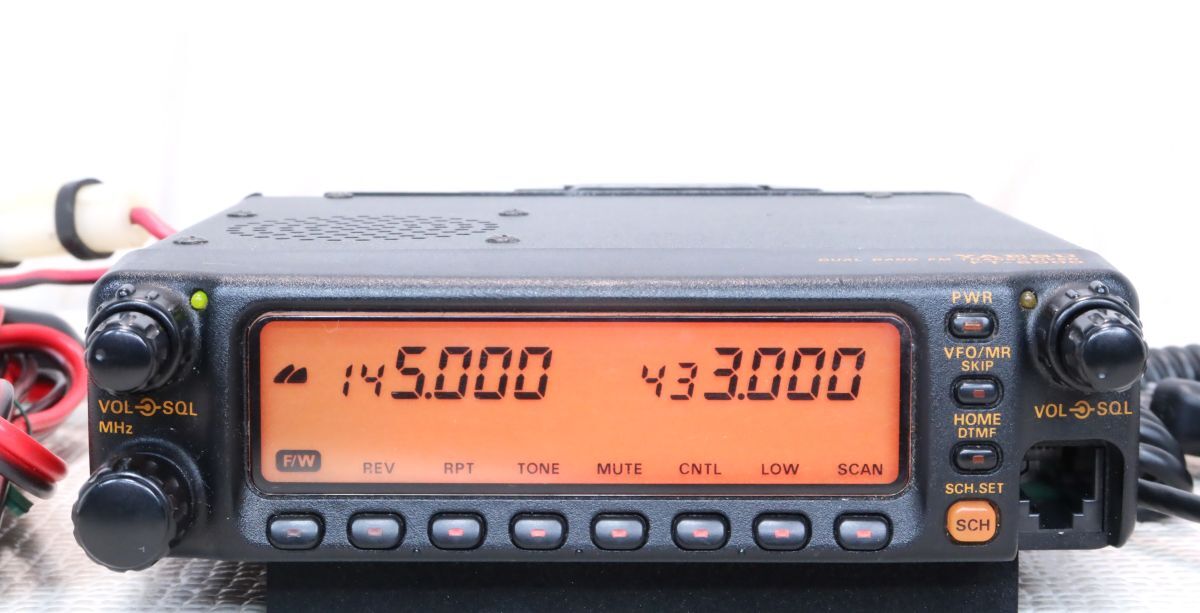 DUAL BAND FM YAESU
PWR
VFO/MR
SKIP
HOME
DTMF
SCH.SET
SCH
VOL SQL
MHz
145.000 433.000
F/W REV RPT TONE MUTE CNTL LOW SCAN
VOL SQL